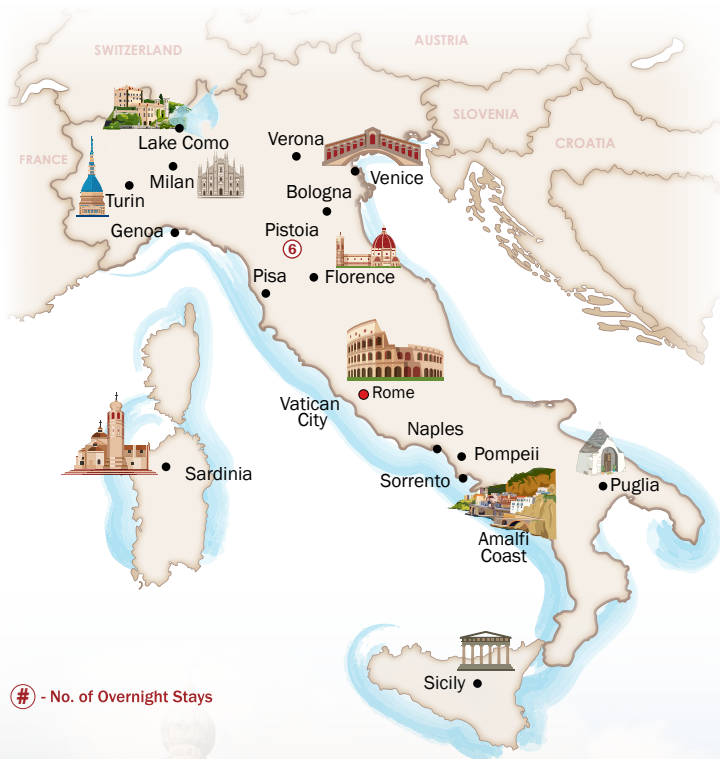 AUSTRIA
SWITZERLAND
SLOVENIA
CROATIA
FRANCE
Lake Como
Verona
Milan
Venice
Turin
Bologna
Genoa
Pistoia
6
Pisa
Florence
Rome
Vatican
City
Naples
Pompeii
Sardinia
Sorrento
Puglia
Amalfi
Coast
Sicily
# - No. of Overnight Stays